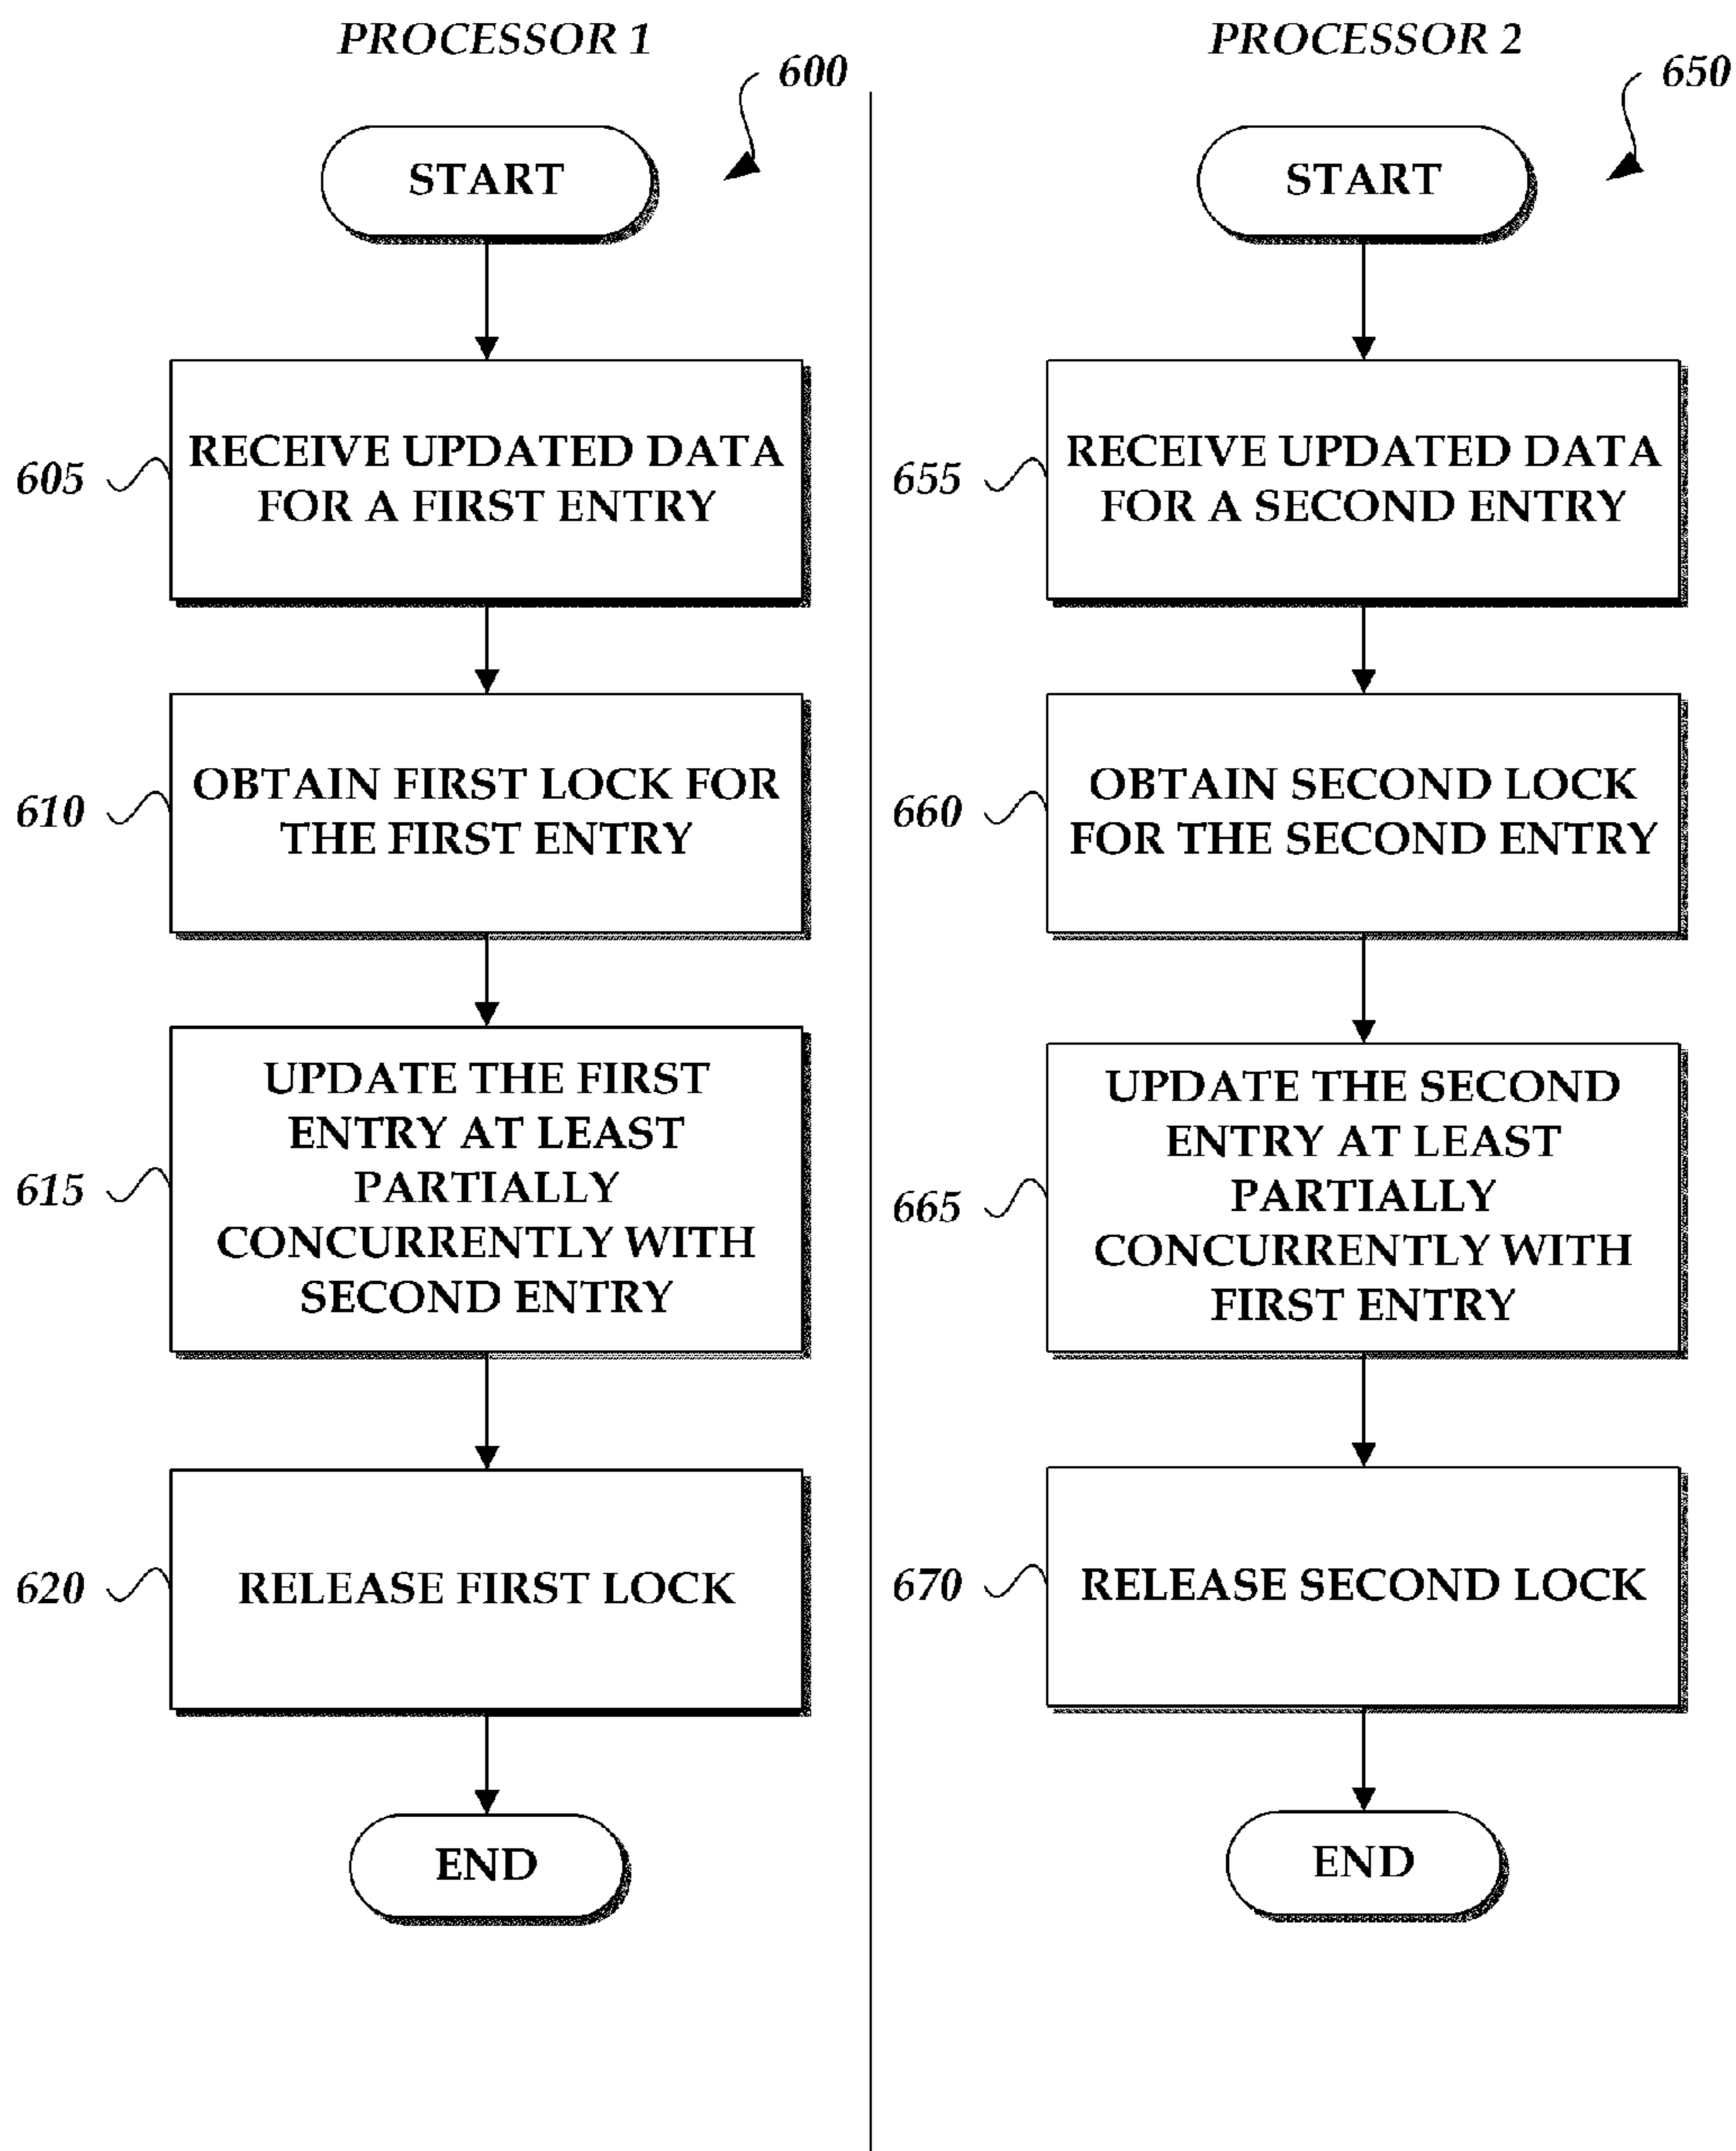 PROCESSOR 1
600
START
605
RECEIVE UPDATED DATA
FOR A FIRST ENTRY
610
OBTAIN FIRST LOCK FOR
THE FIRST ENTRY
615
UPDATE THE FIRST
ENTRY AT LEAST
PARTIALLY
CONCURRENTLY WITH
SECOND ENTRY
620
RELEASE FIRST LOCK
END
PROCESSOR 2
650
START
655
RECEIVE UPDATED DATA
FOR A SECOND ENTRY
660
OBTAIN SECOND LOCK
FOR THE SECOND ENTRY
665
UPDATE THE SECOND
ENTRY AT LEAST
PARTIALLY
CONCURRENTLY WITH
FIRST ENTRY
670
RELEASE SECOND LOCK
END